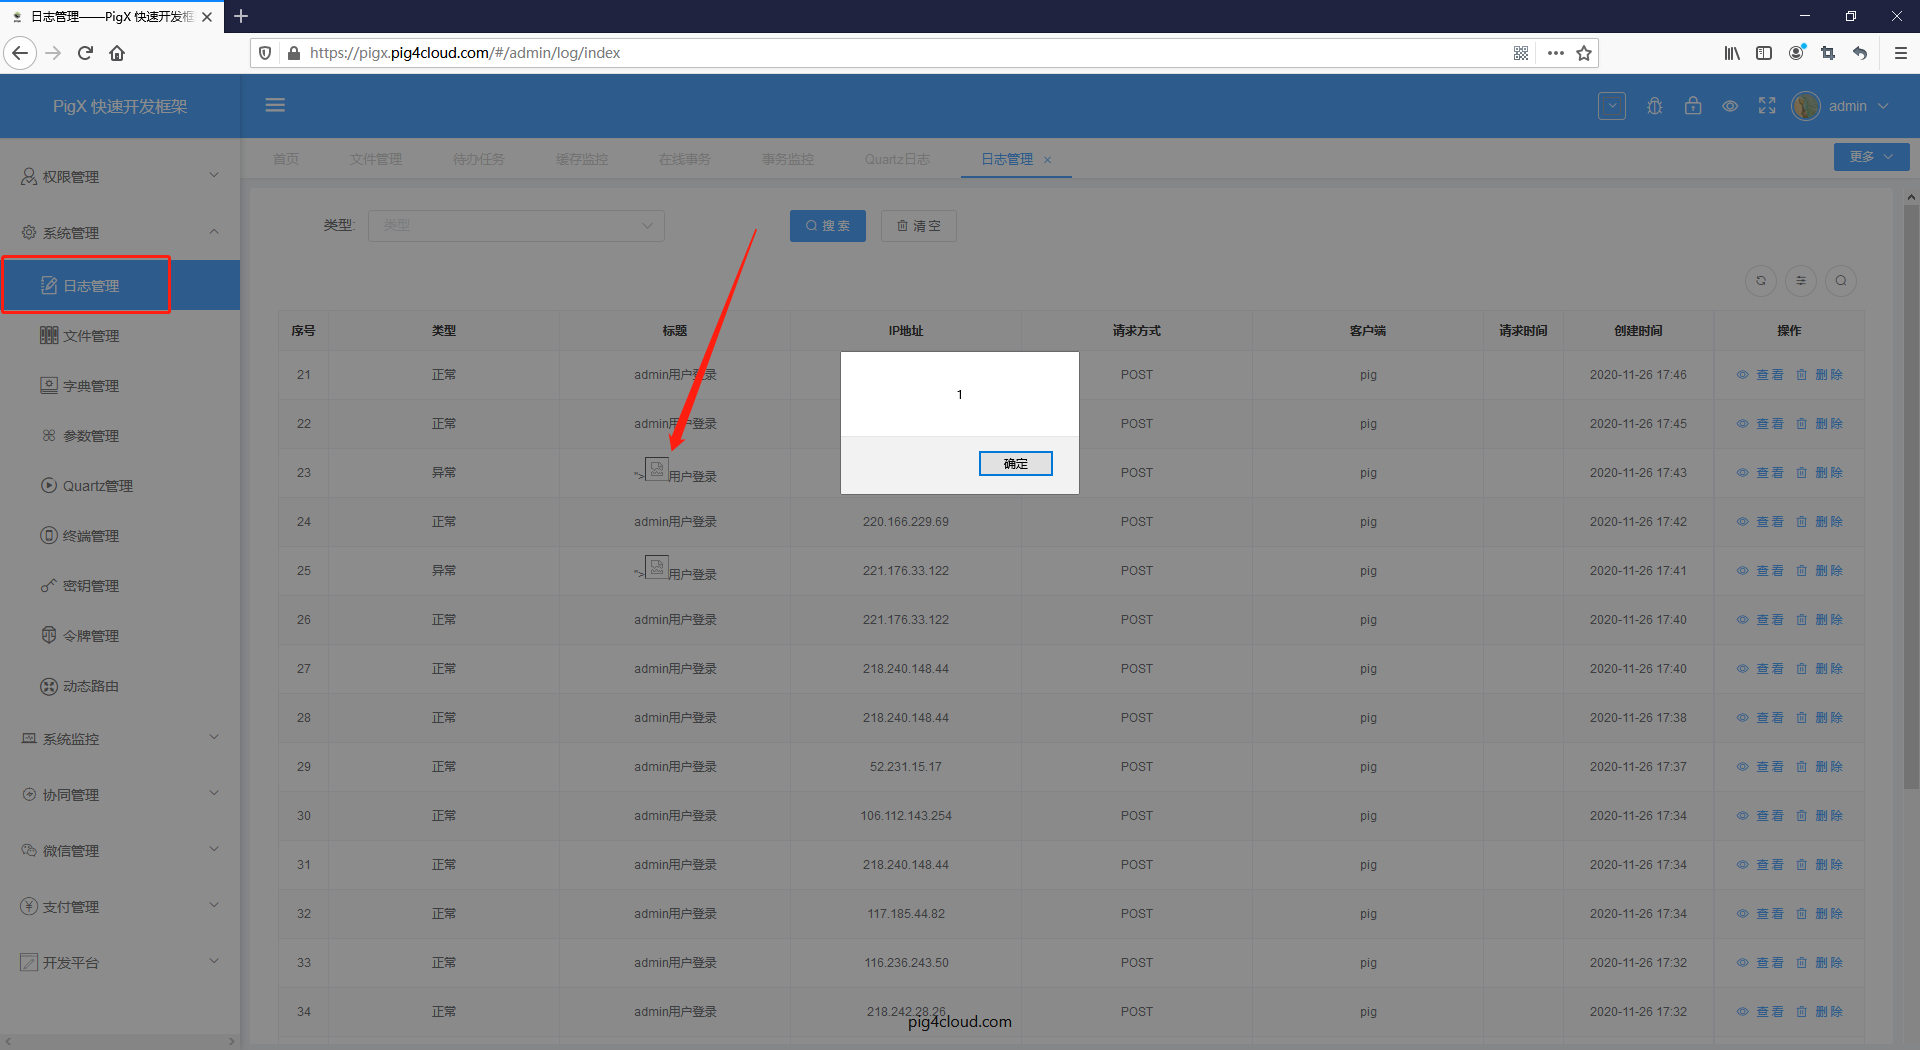 日志管理——PigX 快速开发框
https://pigx.pig4cloud.com/#/admin/log/index
PigX 快速开发框架
admin
首页 文件管理 待办任务 缓存监控 在线事务 事务监控 Quartz日志 日志管理
更多
权限管理
系统管理
日志管理
文件管理
字典管理
参数管理
Quartz管理
终端管理
密钥管理
令牌管理
动态路由
系统监控
协同管理
微信管理
支付管理
开发平台
类型: 类型 搜 索 清 空
序号 类型 标题 IP地址 请求方式 客户端 请求时间 创建时间 操作
21 正常 admin用户登录 POST pig 2020-11-26 17:46 查 看 删 除
22 正常 admin用户登录 POST pig 2020-11-26 17:45 查 看 删 除
23 异常 ">用户登录 POST pig 2020-11-26 17:43 查 看 删 除
24 正常 admin用户登录 220.166.229.69 POST pig 2020-11-26 17:42 查 看 删 除
25 异常 ">用户登录 221.176.33.122 POST pig 2020-11-26 17:41 查 看 删 除
26 正常 admin用户登录 221.176.33.122 POST pig 2020-11-26 17:40 查 看 删 除
27 正常 admin用户登录 218.240.148.44 POST pig 2020-11-26 17:40 查 看 删 除
28 正常 admin用户登录 218.240.148.44 POST pig 2020-11-26 17:38 查 看 删 除
29 正常 admin用户登录 52.231.15.17 POST pig 2020-11-26 17:37 查 看 删 除
30 正常 admin用户登录 106.112.143.254 POST pig 2020-11-26 17:34 查 看 删 除
31 正常 admin用户登录 218.240.148.44 POST pig 2020-11-26 17:34 查 看 删 除
32 正常 admin用户登录 117.185.44.82 POST pig 2020-11-26 17:34 查 看 删 除
33 正常 admin用户登录 116.236.243.50 POST pig 2020-11-26 17:32 查 看 删 除
34 正常 admin用户登录 218.242.28.26 POST pig 2020-11-26 17:32 查 看 删 除
1
确定
pig4cloud.com